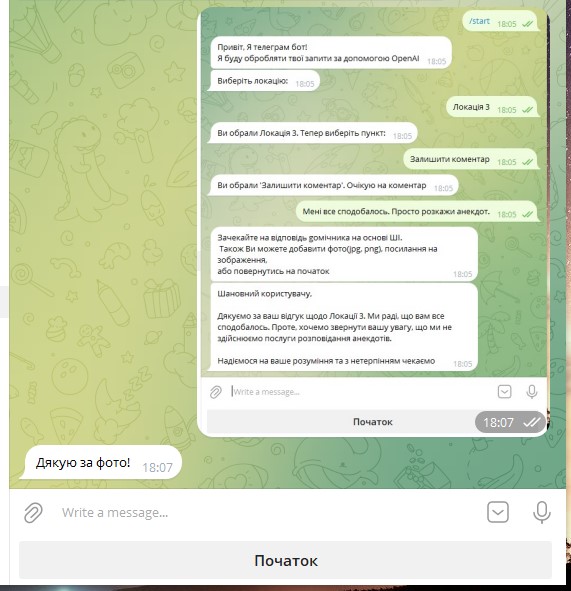 /start 18:05
Привіт. Я телеграм бот!
Я буду обробляти твої запити за допомогою OpenAI 18:05
Виберіть локацію: 18:05
Локація 3 18:05
Ви обрали Локація 3. Тепер виберіть пункт: 18:05
Залишити коментар 18:05
Ви обрали 'Залишити коментар'. Очікую на коментар 18:05
Мені все сподобалось. Просто розкажи анекдот. 18:05
Зачекайте на відповідь gомічника на основі ШІ.
Також Ви можете добавити фото(jpg, png), посилання на
зображення,
або повернутись на початок 18:05
Шановний користувачу,
Дякуємо за ваш відгук щодо Локації 3. Ми раді, що вам все
сподобалось. Проте, хочемо звернути вашу увагу, що ми не
здійснюємо послуги розповідання анекдотів.
Надіємося на ваше розуміння та з нетерпінням чекаємо 18:05
Write a message...
Початок
18:07
Дякую за фото! 18:07
Write a message...
Початок